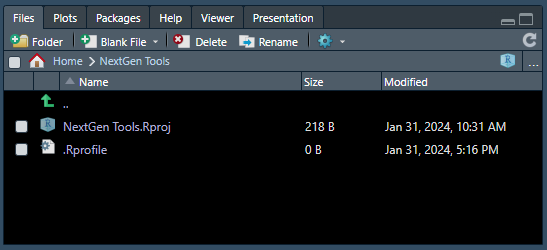 Files Plots Packages Help Viewer Presentation
Folder Blank File Delete Rename
Home NextGen Tools ...
Name Size Modified
..
NextGen Tools.Rproj 218 B Jan 31, 2024, 10:31 AM
.Rprofile 0 B Jan 31, 2024, 5:16 PM